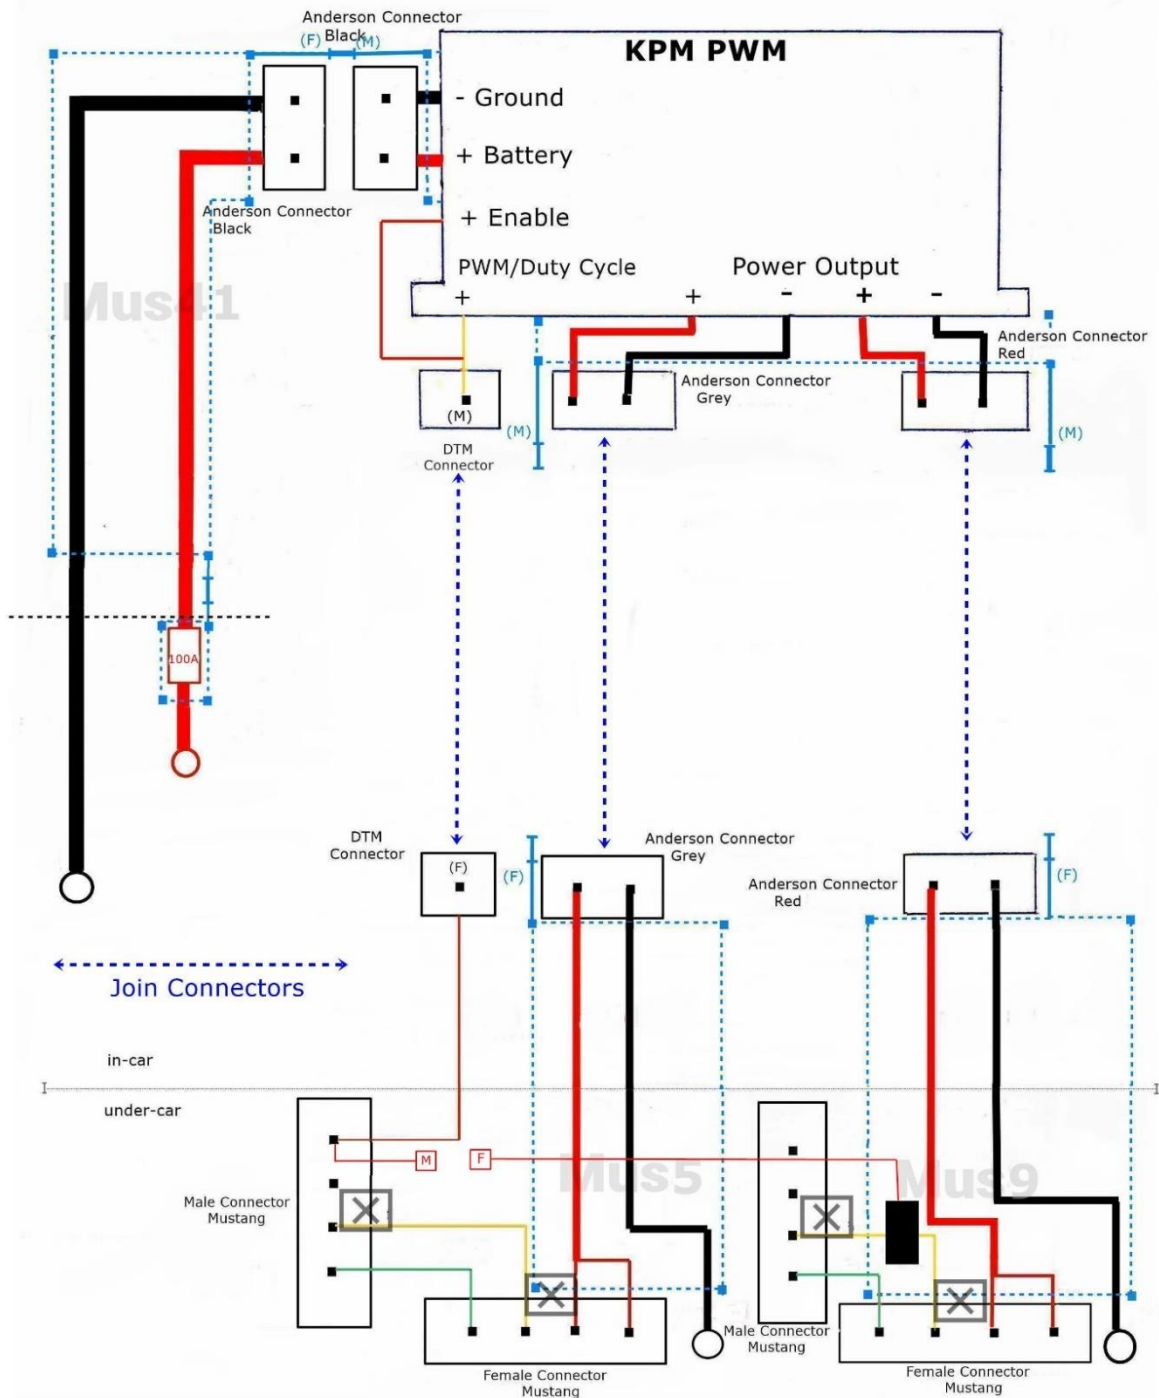 Anderson Connector
Black
(F)
(M)
KPM PWM
- Ground
+ Battery
+ Enable
PWM/Duty Cycle
Power Output
+
+
-
+
-
Anderson Connector
Black
Mus41
Anderson Connector
Red
Anderson Connector
Grey
(M)
(M)
(M)
DTM
Connector
100A
DTM
Connector
(F)
(F)
Anderson Connector
Grey
Anderson Connector
Red
(F)
Join Connectors
in-car
under-car
M
F
Mus5
Mus9
Male Connector
Mustang
Male Connector
Mustang
Female Connector
Mustang
Female Connector
Mustang